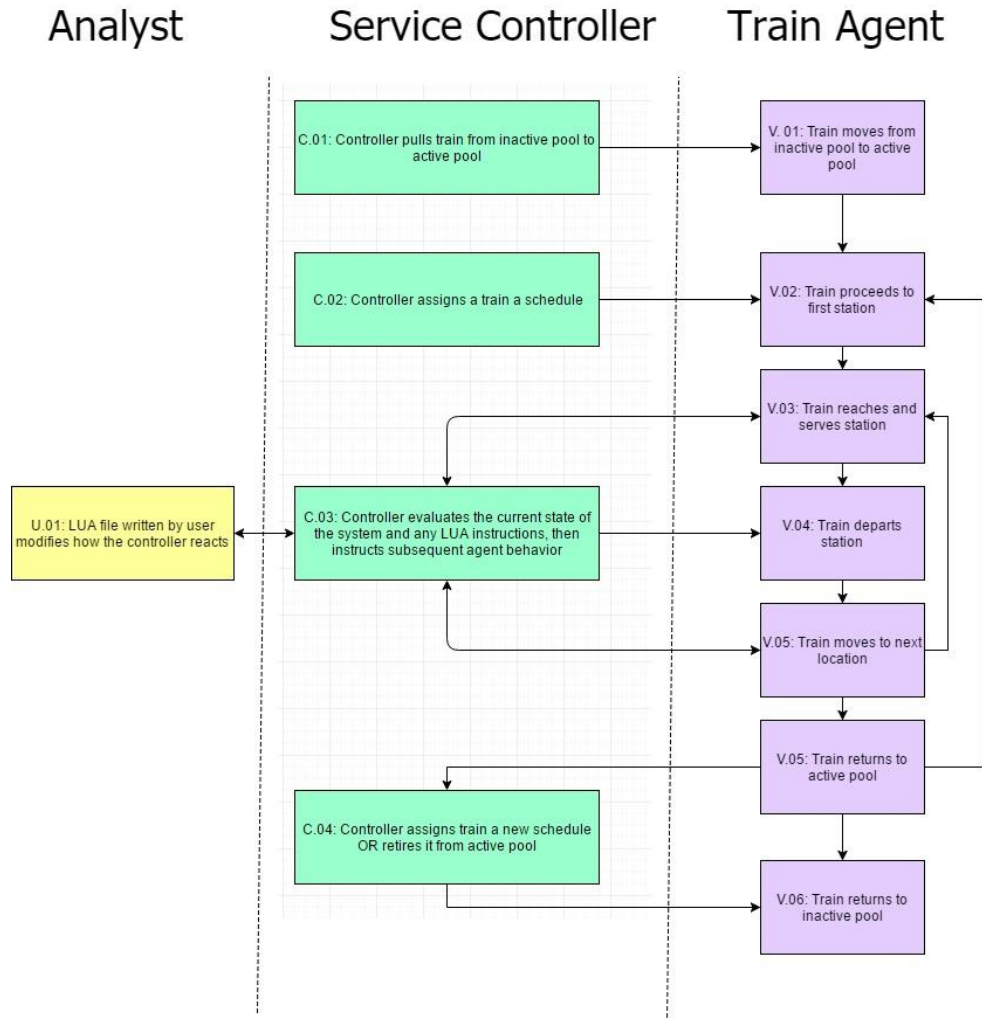 Analyst
Service Controller
Train Agent
C.01: Controller pulls train from inactive pool to
active pool
V. 01: Train moves from
inactive pool to active
pool
C.02: Controller assigns a train a schedule
V.02: Train proceeds to
first station
V.03: Train reaches and
serves station
U.01: LUA file written by user
modifies how the controller reacts
C.03: Controller evaluates the current state of
the system and any LUA instructions, then
instructs subsequent agent behavior
V.04: Train departs
station
V.05: Train moves to next
location
V.05: Train returns to
active pool
C.04: Controller assigns train a new schedule
OR retires it from active pool
V.06: Train returns to
inactive pool